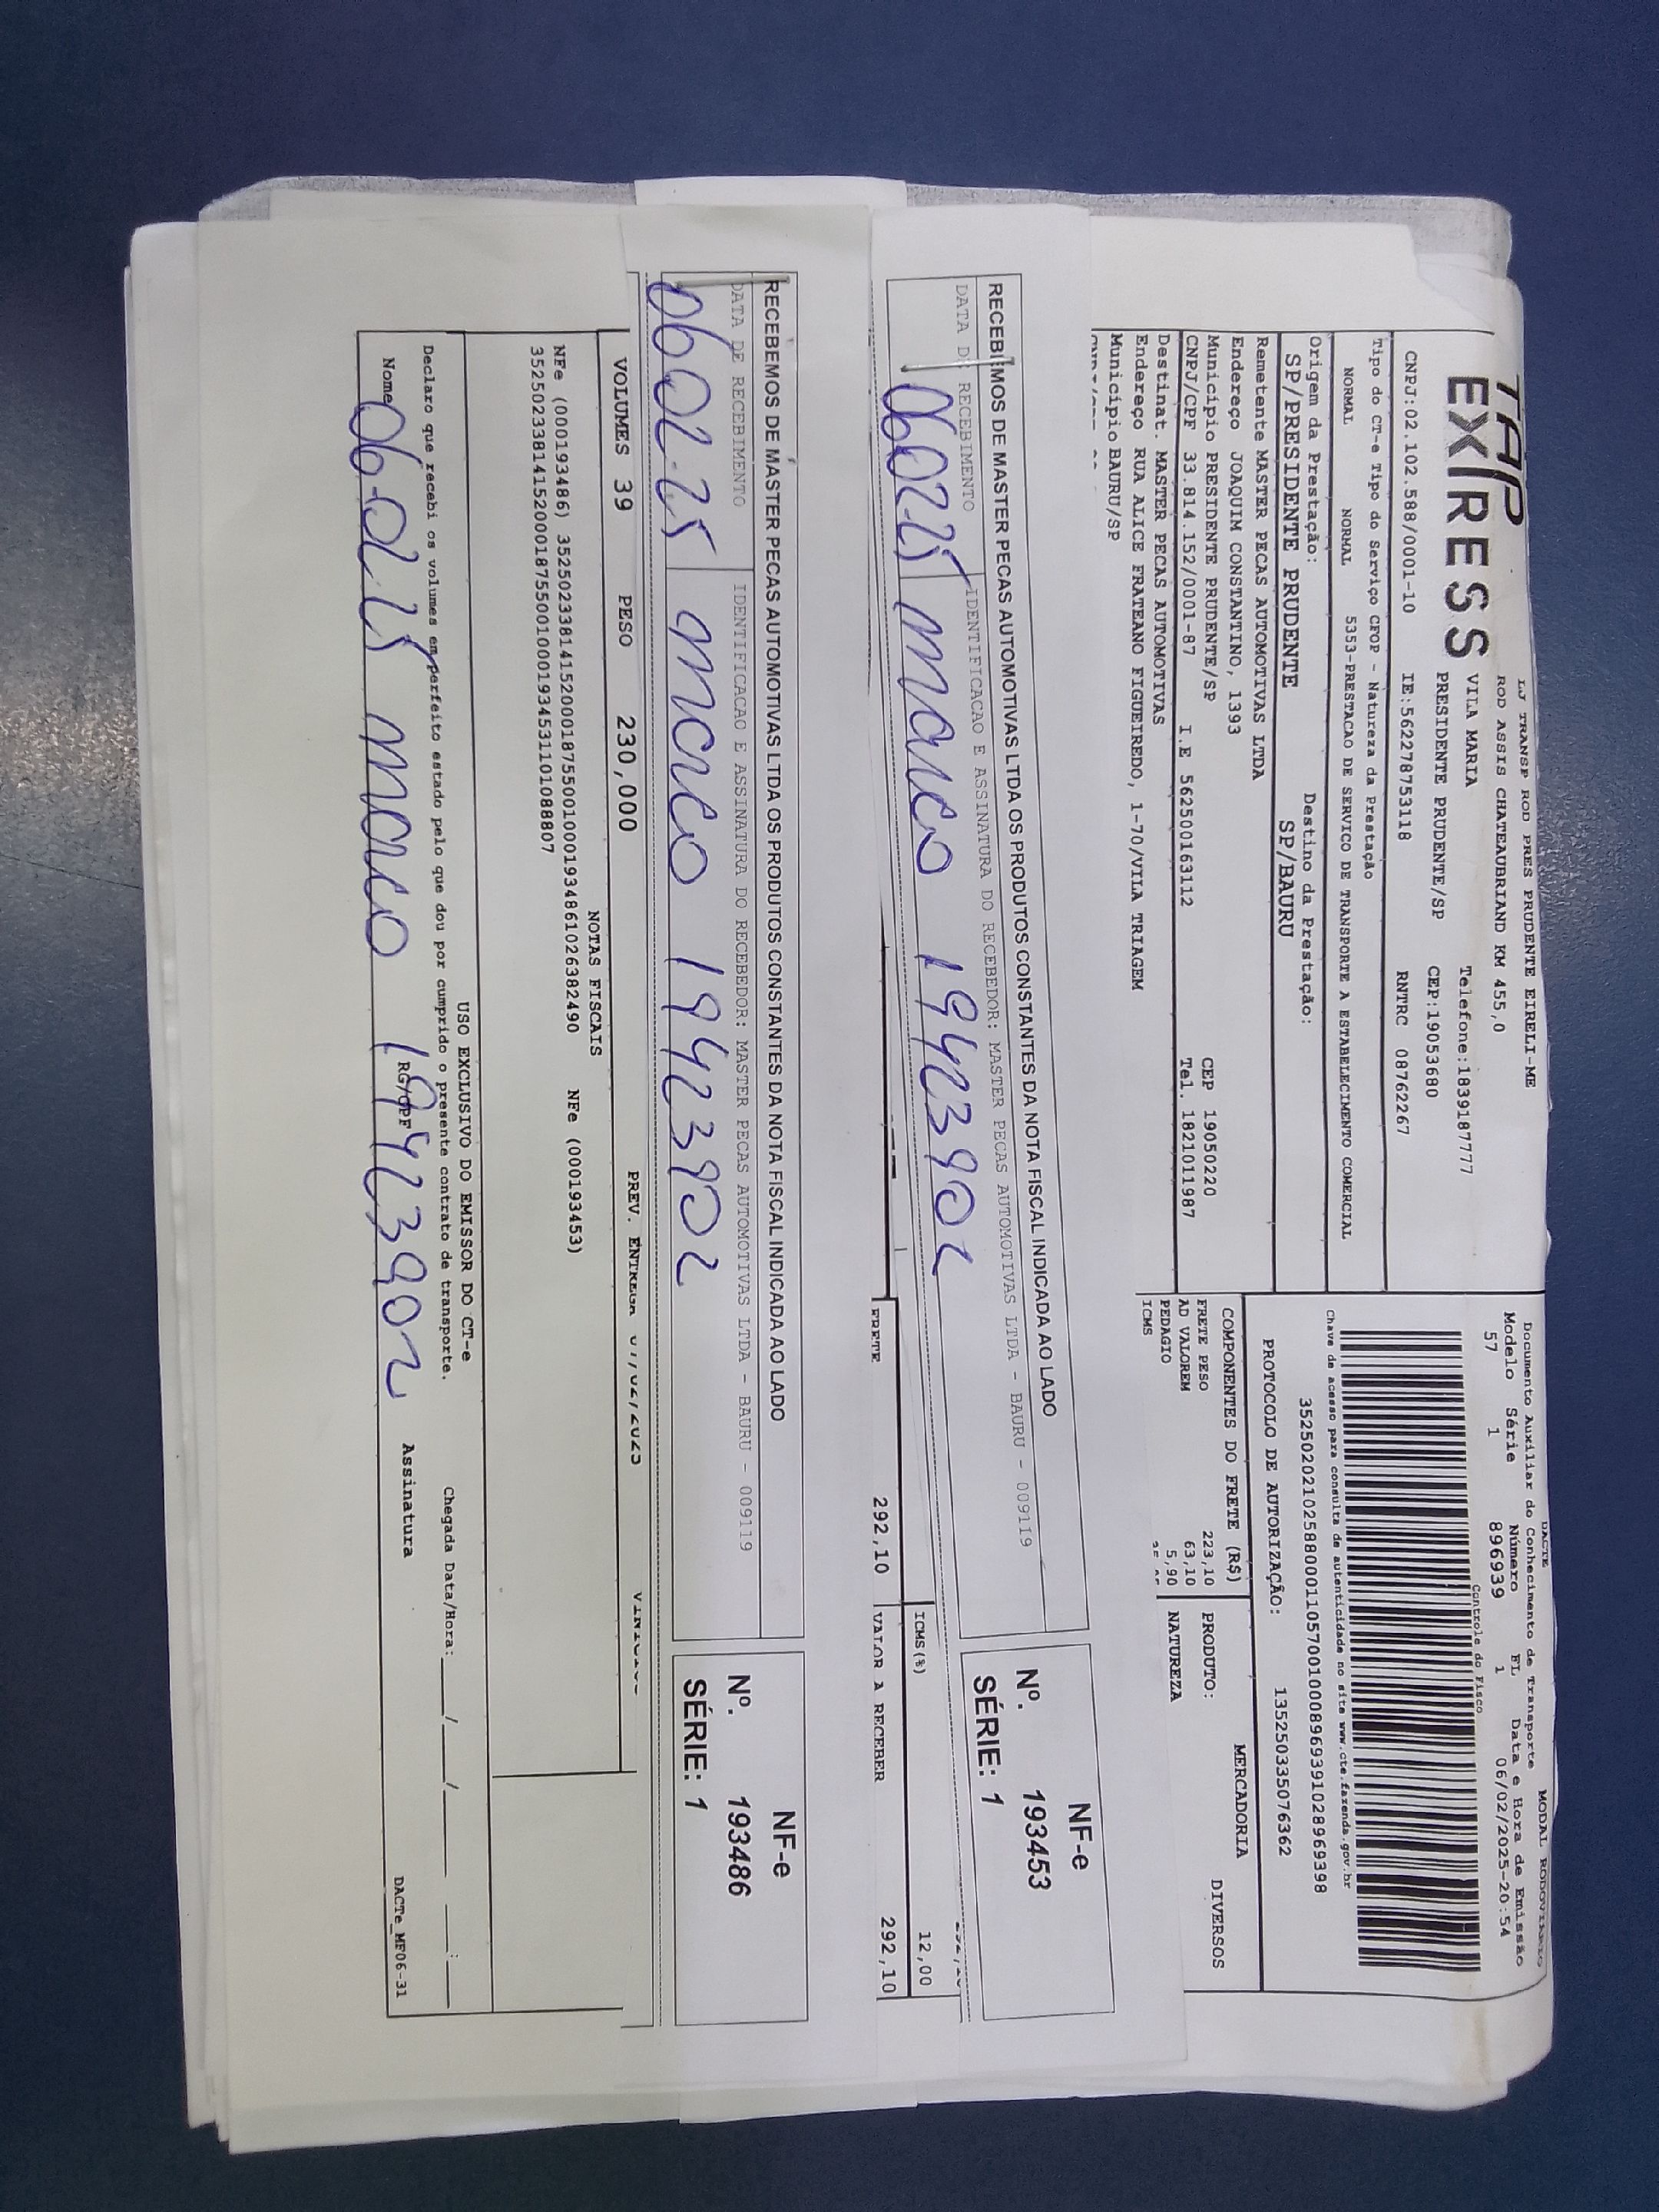 TAP
EXPRESS
LJ TRANSP ROD PRES PRUDENTE EIRELI-ME
ROD ASSIS CHATEAUBRIAND KM 455,0
VILA MARIA Telefone:1839187777
PRESIDENTE PRUDENTE/SP CEP:19053680
CNPJ:02.102.588/0001-10 IE:562278753118 RNTRC 08762267
DACTE
Documento Auxiliar do Conhecimento de Transporte
MODAL RODOVIÁRIO
Modelo Série Número FL Data e Hora de Emissão
57 1 896939 1 06/02/2025-20:54
Controle do Fisco
Chave de acesso para consulta de autenticidade no site www.cte.fazenda.gov.br
35250202102588000110570010008969391028969398
PROTOCOLO DE AUTORIZAÇÃO: 135250335076362
Tipo do CT-e Tipo do Serviço CFOP - Natureza da Prestação
NORMAL NORMAL 5353-PRESTACAO DE SERVICO DE TRANSPORTE A ESTABELECIMENTO COMERCIAL
Origem da Prestação: Destino da Prestação:
SP/PRESIDENTE PRUDENTE SP/BAURU
Remetente MASTER PECAS AUTOMOTIVAS LTDA
Endereço JOAQUIM CONSTANTINO, 1393
Município PRESIDENTE PRUDENTE/SP CEP 19050220
CNPJ/CPF 33.814.152/0001-87 I.E 562500163112 Tel. 1821011987
Destinat. MASTER PECAS AUTOMOTIVAS
Endereço RUA ALICE FRATEANO FIGUEIREDO, 1-70/VILA TRIAGEM
Município BAURU/SP
COMPONENTES DO FRETE (R$)
FRETE PESO 223,10
AD VALOREM 63,10
PEDAGIO 5,90
ICMS
MERCADORIA
PRODUTO: DIVERSOS
NATUREZA
RECEBEMOS DE MASTER PECAS AUTOMOTIVAS LTDA OS PRODUTOS CONSTANTES DA NOTA FISCAL INDICADA AO LADO
DATA DE RECEBIMENTO IDENTIFICACAO E ASSINATURA DO RECEBEDOR: MASTER PECAS AUTOMOTIVAS LTDA - BAURU - 009119
060225 marco 19423902
NF-e
Nº. 193453
SÉRIE: 1
ICMS(%)
12,00
FRETE 292,10 VALOR A RECEBER 292,10
RECEBEMOS DE MASTER PECAS AUTOMOTIVAS LTDA OS PRODUTOS CONSTANTES DA NOTA FISCAL INDICADA AO LADO
DATA DE RECEBIMENTO IDENTIFICACAO E ASSINATURA DO RECEBEDOR: MASTER PECAS AUTOMOTIVAS LTDA - BAURU - 009119
06 02-25 marco 19423902
NF-e
Nº. 193486
SÉRIE: 1
VOLUMES 39 PESO 230,000 PREV. ENTREGA 07/02/2025
NOTAS FISCAIS
NFe (000193486) 35250233814152000187550010001934861026382490 NFe (000193453)
35250233814152000187550010001934531101088807
USO EXCLUSIVO DO EMISSOR DO CT-e
Declaro que recebi os volumes em perfeito estado pelo que dou por cumprido o presente contrato de transporte.
Chegada Data/Hora: ___/___/___ ___:___
Nome RG/CPF Assinatura
06-02 25 marco 19423902
DACTe_MF06-31